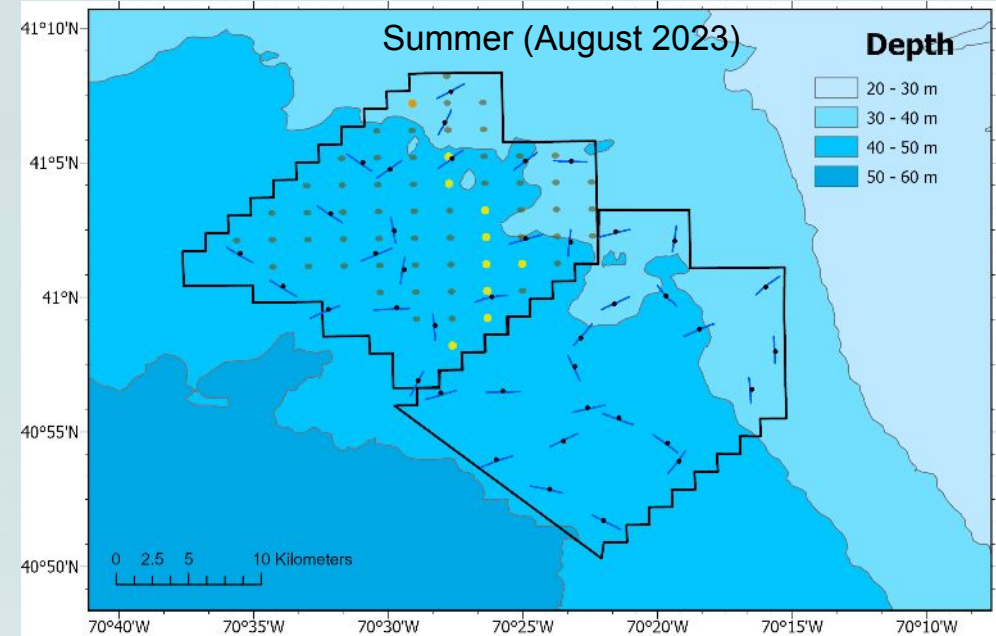 Summer (August 2023)
Depth
20 - 30 m
30 - 40 m
40 - 50 m
50 - 60 m
41°10'N
41°5'N
41°N
40°55'N
40°50'N
0 2.5 5 10 Kilometers
70°40'W 70°35'W 70°30'W 70°25'W 70°20'W 70°15'W 70°10'W